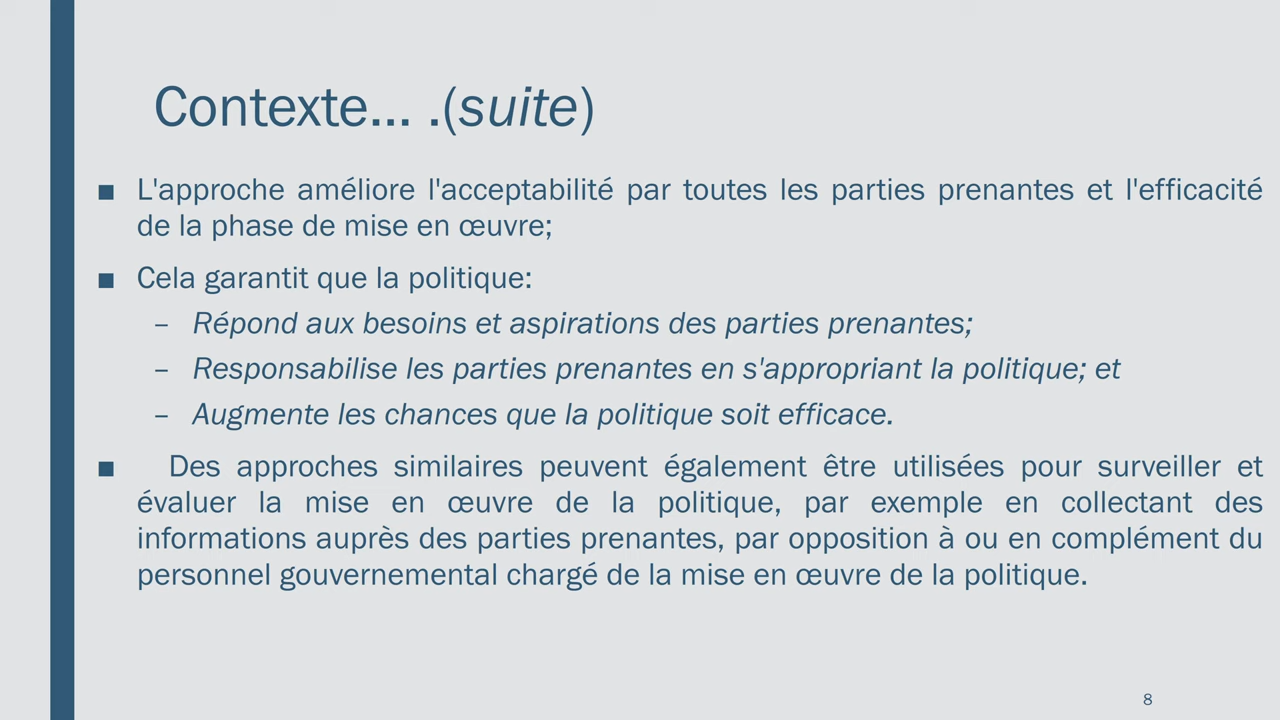 Contexte... .(suite)
■ L'approche améliore l'acceptabilité par toutes les parties prenantes et l'efficacité
de la phase de mise en œuvre;
■ Cela garantit que la politique:
– Répond aux besoins et aspirations des parties prenantes;
– Responsabilise les parties prenantes en s'appropriant la politique; et
– Augmente les chances que la politique soit efficace.
■ Des approches similaires peuvent également être utilisées pour surveiller et
évaluer la mise en œuvre de la politique, par exemple en collectant des
informations auprès des parties prenantes, par opposition à ou en complément du
personnel gouvernemental chargé de la mise en œuvre de la politique.
8